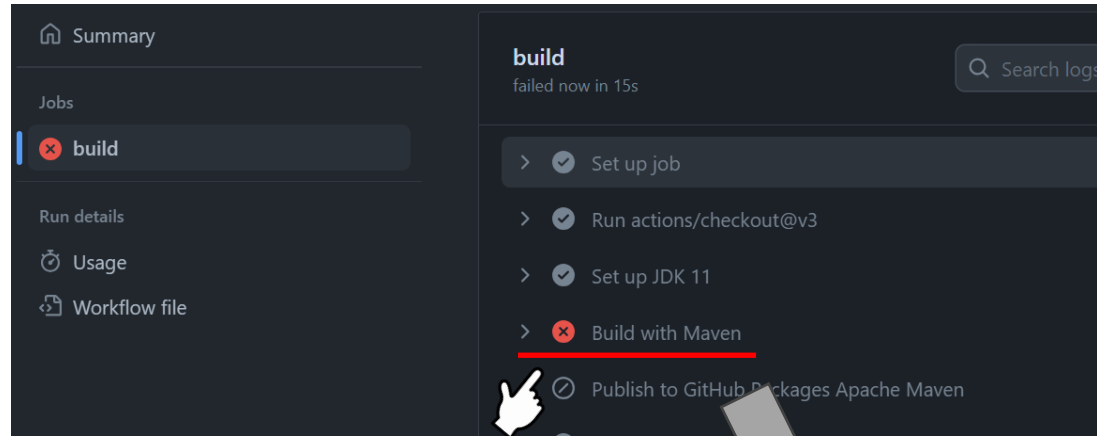 Summary
Jobs
build
Run details
Usage
Workflow file
build
failed now in 15s
Search logs
Set up job
Run actions/checkout@v3
Set up JDK 11
Build with Maven
Publish to GitHub Packages Apache Maven